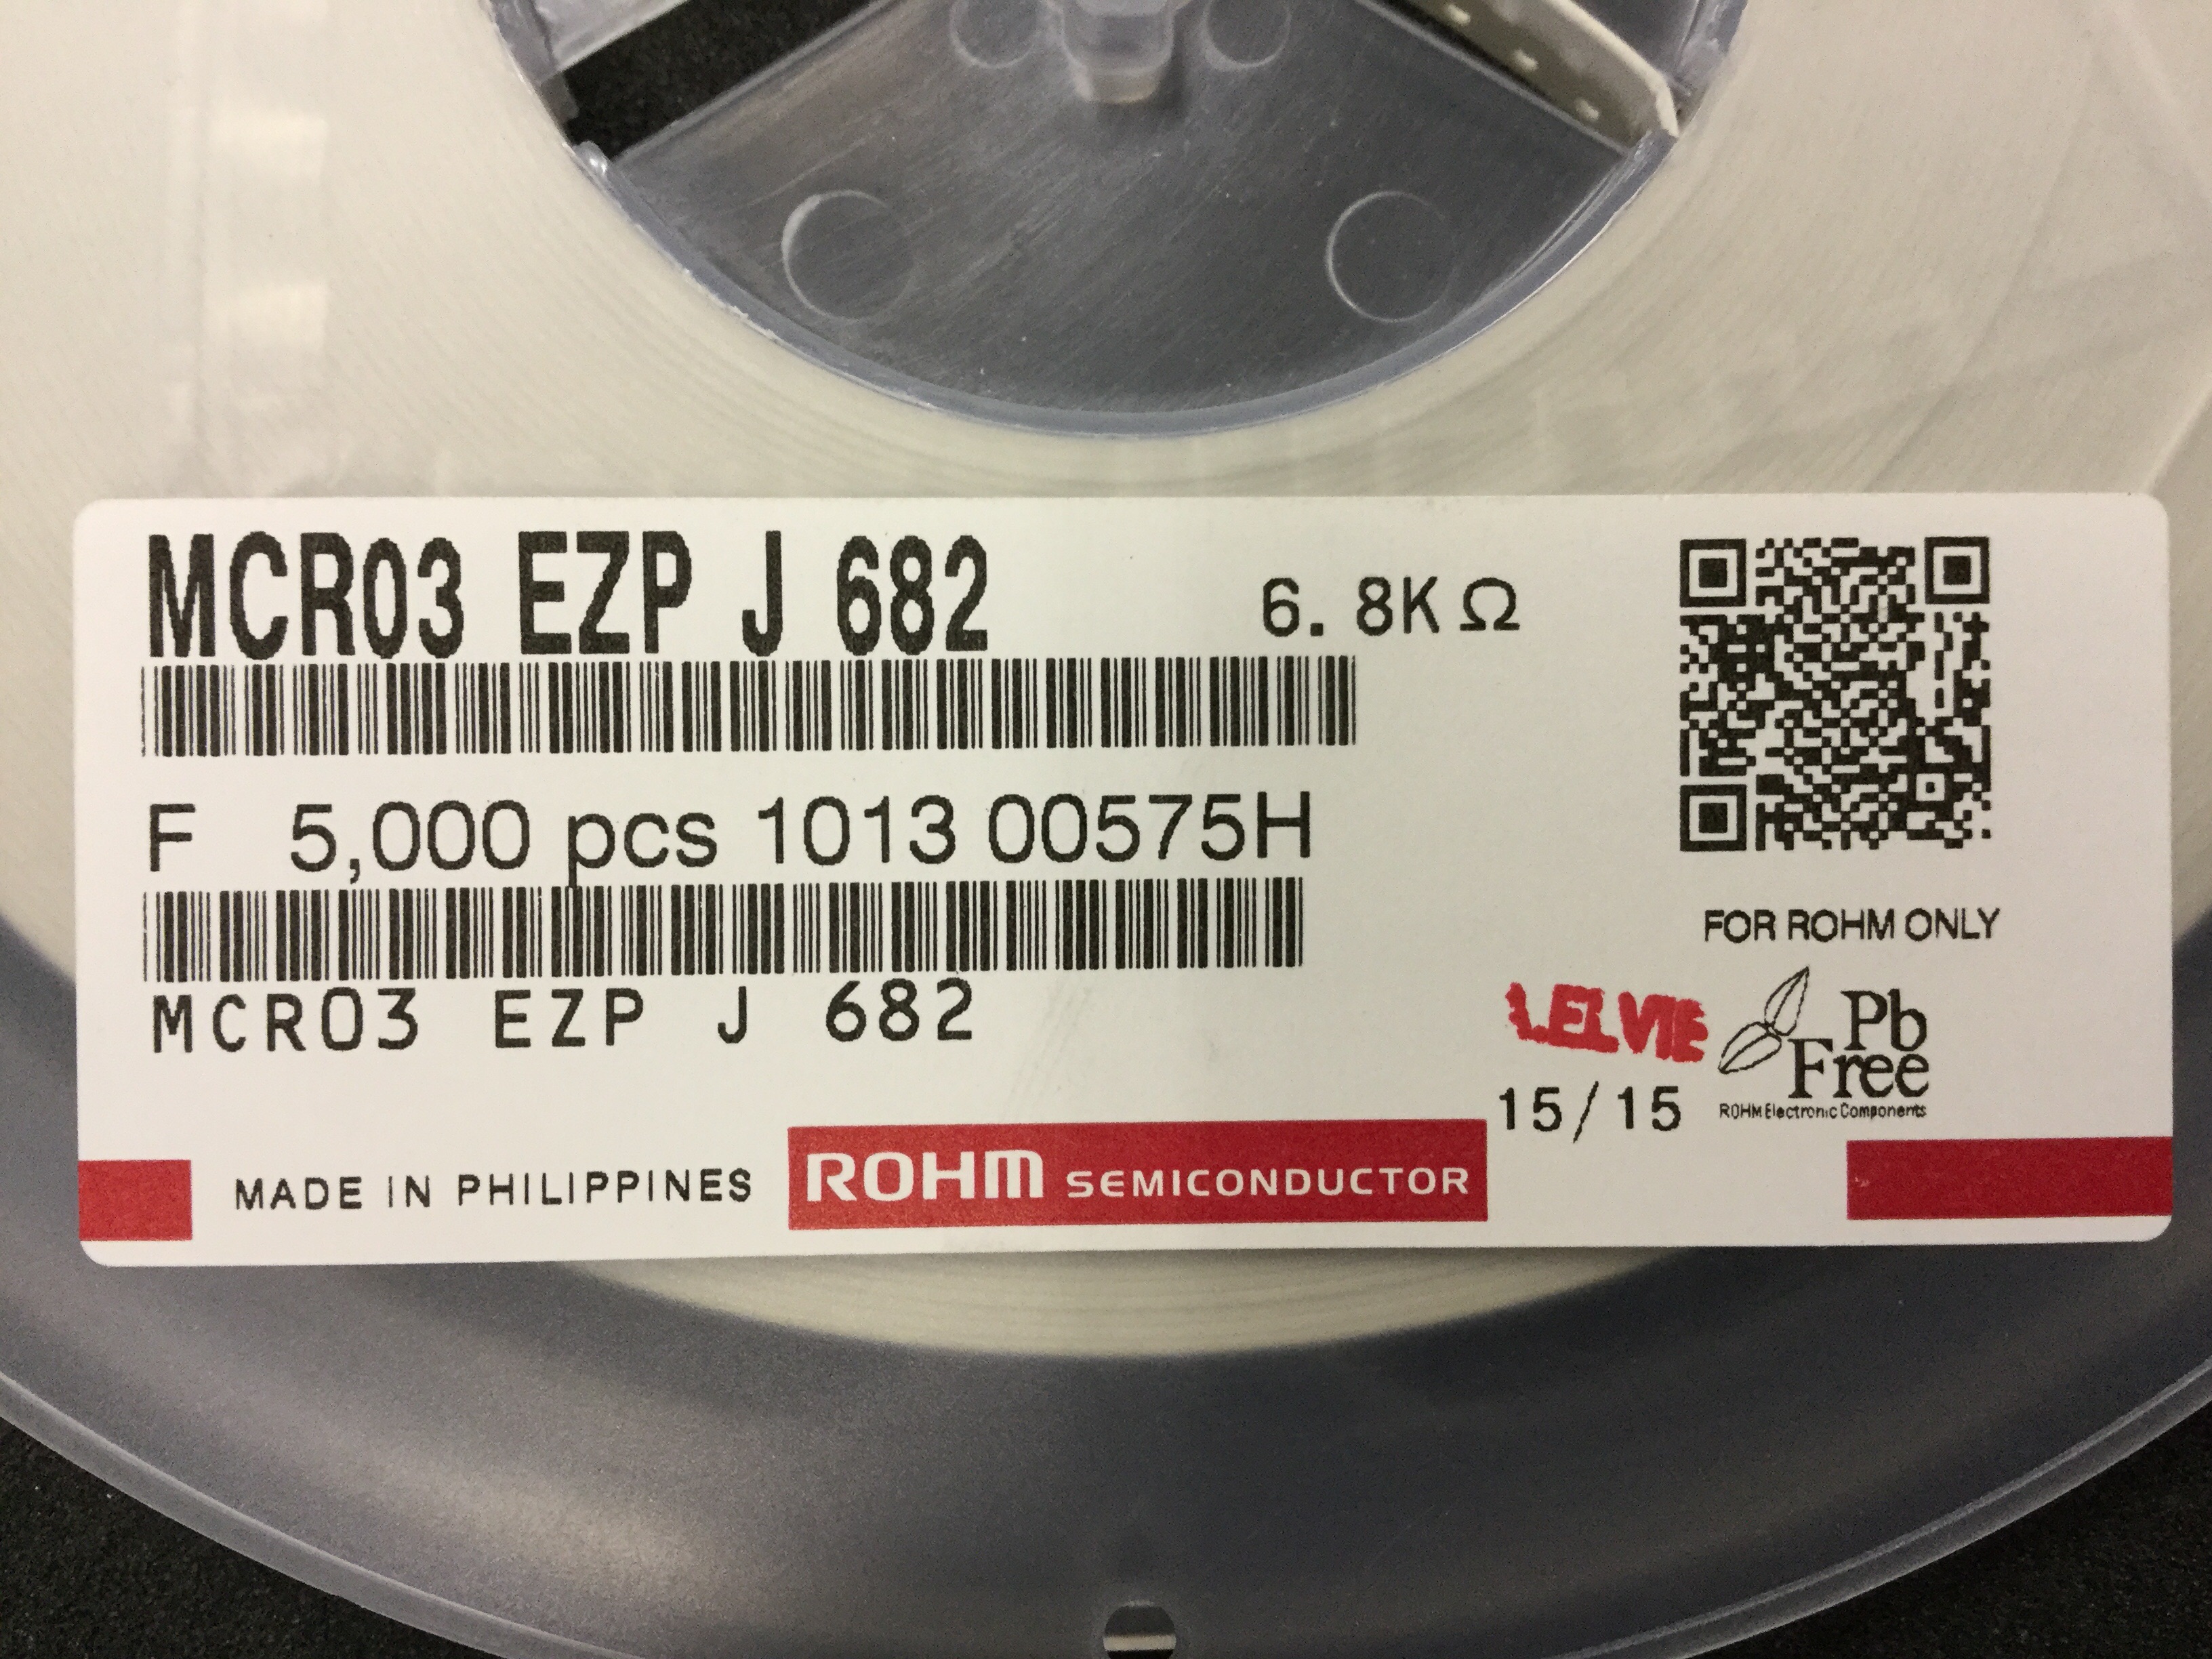 MCR03 EZP J 682
6.8KΩ
F 5,000 pcs 1013 00575H
FOR ROHM ONLY
MCR03 EZP J 682
LELVIE
Pb
Free
ROHM Electronic Components
15/15
MADE IN PHILIPPINES
ROHM SEMICONDUCTOR